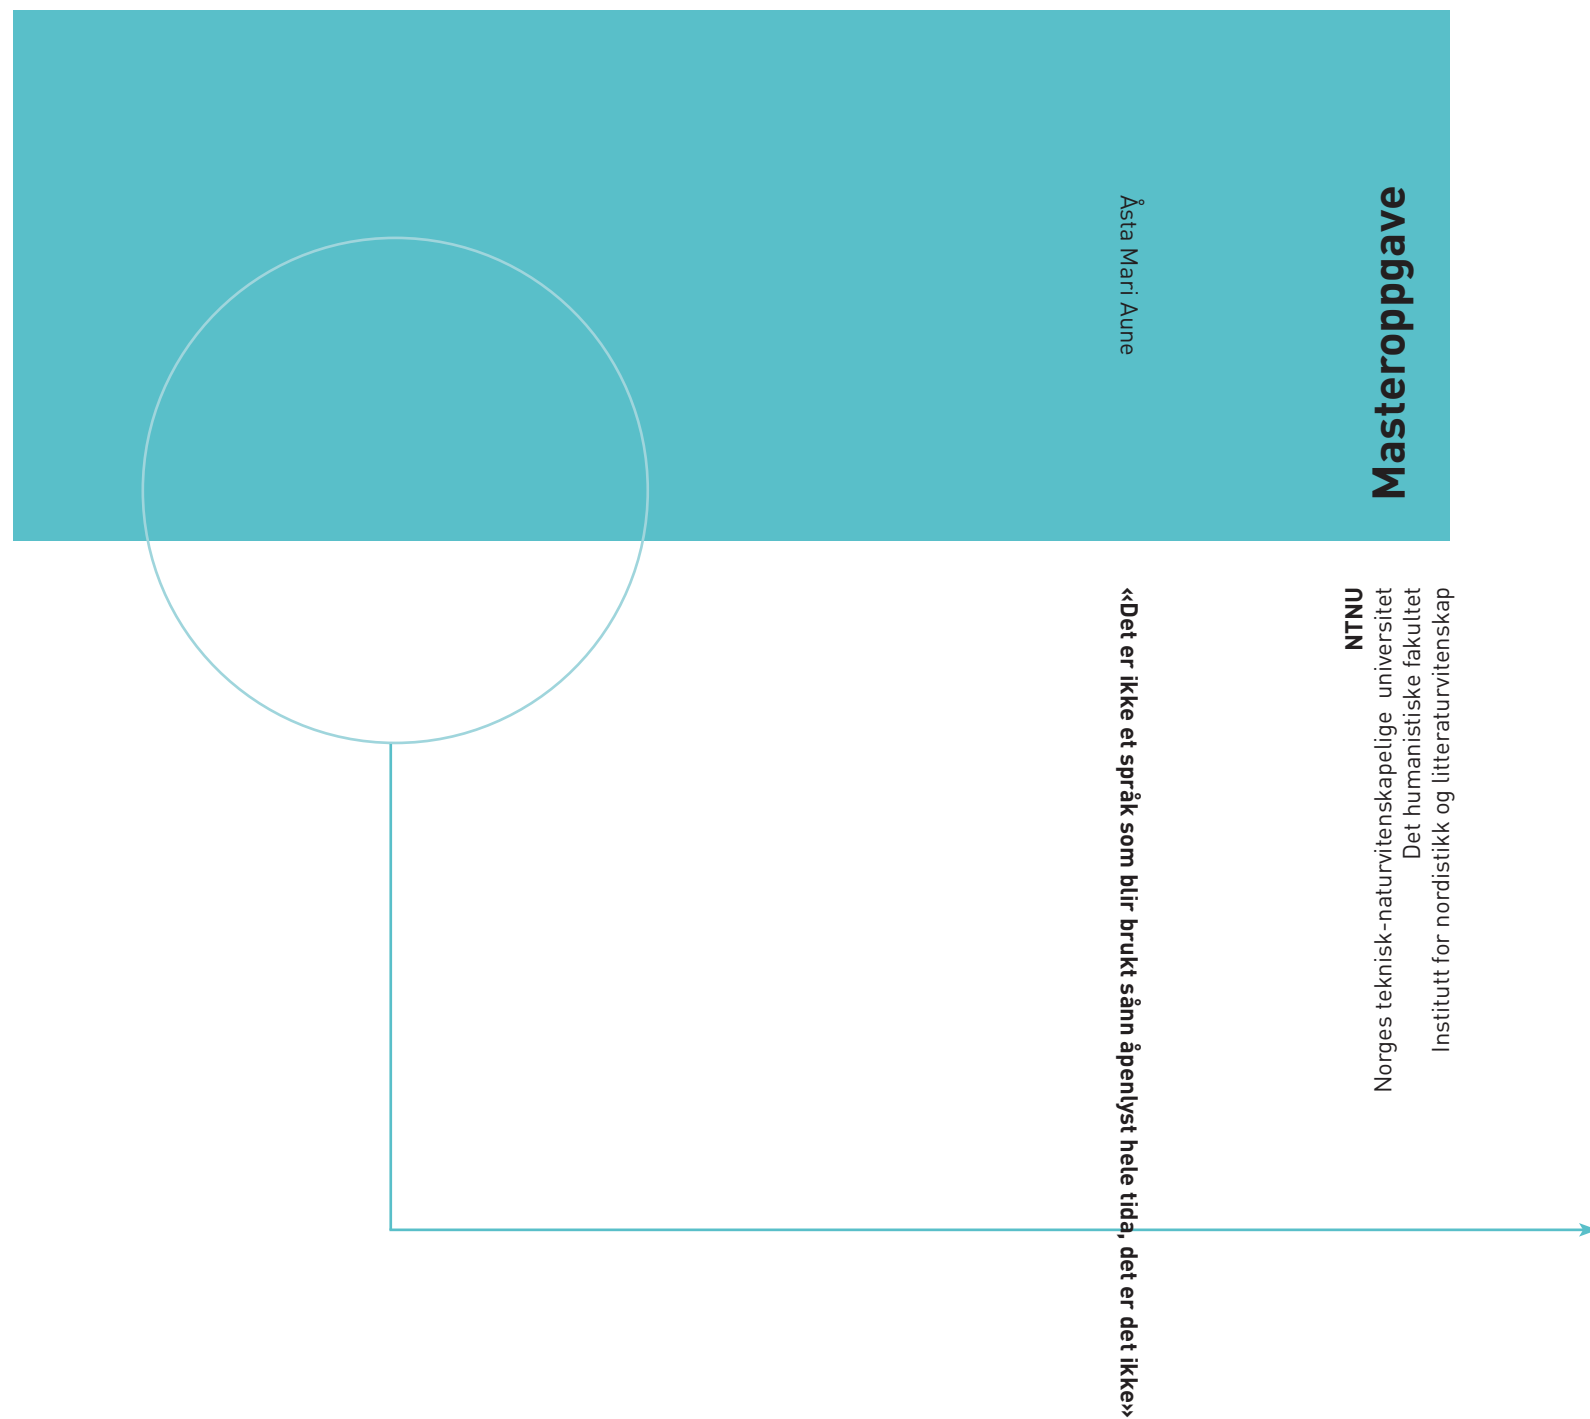 Åsta Mari Aune
«Det er ikke et språk som blir brukt sånn åpenlyst hele tida, det er det ikke»
NTNU
Norges teknisk-naturvitenskapelige universitet
Det humanistiske fakultet
Institutt for nordistikk og litteraturvitenskap
Masteroppgave